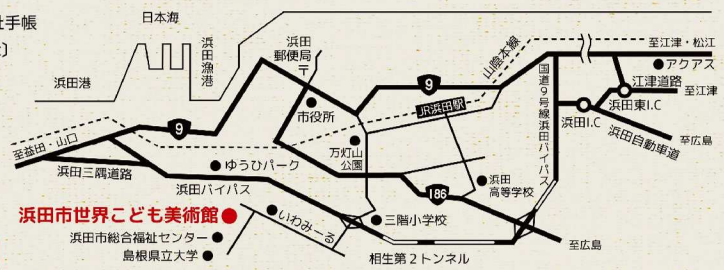 社手帳
日本海
浜田漁港
浜田港
浜田
郵便局
〒
市役所
9
山陰本線
JR浜田駅
至江津・松江
アクアス
江津道路
至江津
浜田東I.C
浜田I.C
浜田自動車道
至広島
国道9号線浜田バイパス
9
至益田・山口
浜田三隅道路
ゆうひパーク
浜田バイパス
万灯山
公園
186
浜田
高等学校
浜田市世界こども美術館
いわみーる
三階小学校
浜田市総合福祉センター
島根県立大学
相生第2トンネル
至広島